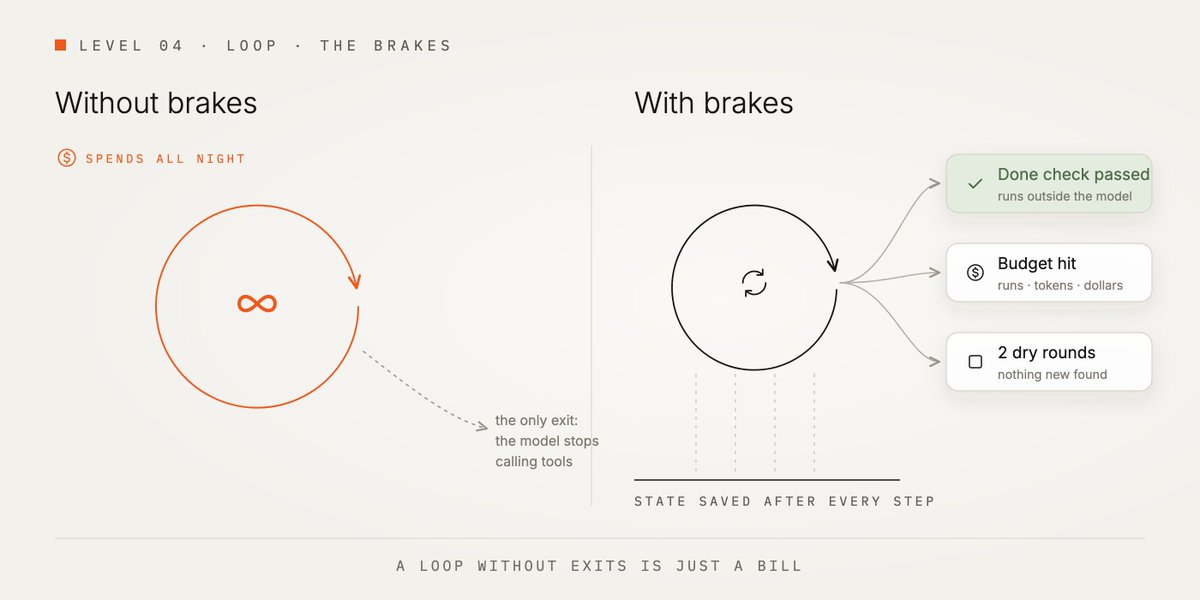 LEVEL 04 · LOOP · THE BRAKES
Without brakes
SPENDS ALL NIGHT
the only exit:
the model stops
calling tools
With brakes
Done check passed
runs outside the model
Budget hit
runs · tokens · dollars
2 dry rounds
nothing new found
STATE SAVED AFTER EVERY STEP
A LOOP WITHOUT EXITS IS JUST A BILL